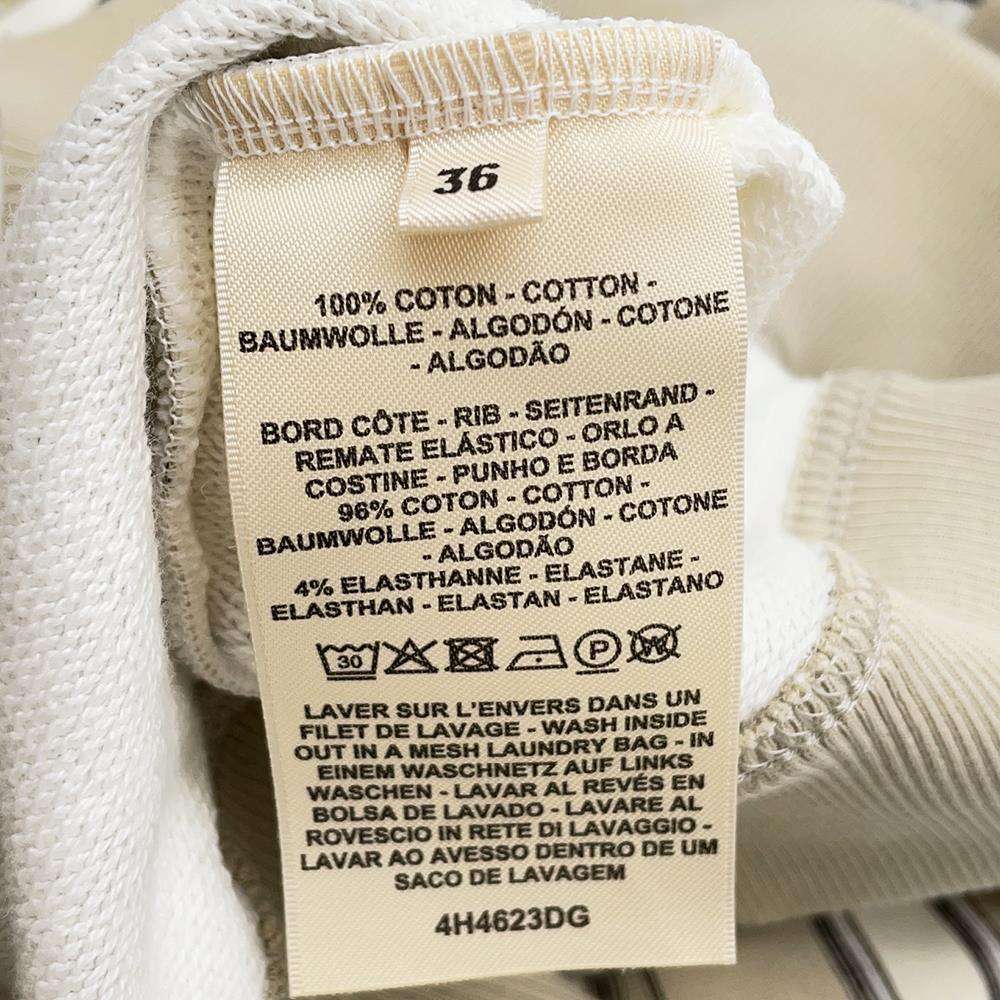 36
100% COTON - COTTON -
BAUMWOLLE - ALGODÓN - COTONE
- ALGODÃO
BORD CÔTE - RIB - SEITENRAND -
REMATE ELÁSTICO - ORLO A
COSTINE - PUNHO E BORDA
96% COTON - COTTON -
BAUMWOLLE - ALGODÓN - COTONE
- ALGODÃO
4% ELASTHANNE - ELASTANE -
ELASTHAN - ELASTAN - ELASTANO
30 P W
LAVER SUR L'ENVERS DANS UN
FILET DE LAVAGE - WASH INSIDE
OUT IN A MESH LAUNDRY BAG - IN
EINEM WASCHNETZ AUF LINKS
WASCHEN - LAVAR AL REVÉS EN
BOLSA DE LAVADO - LAVARE AL
ROVESCIO IN RETE DI LAVAGGIO -
LAVAR AO AVESSO DENTRO DE UM
SACO DE LAVAGEM
4H4623DG